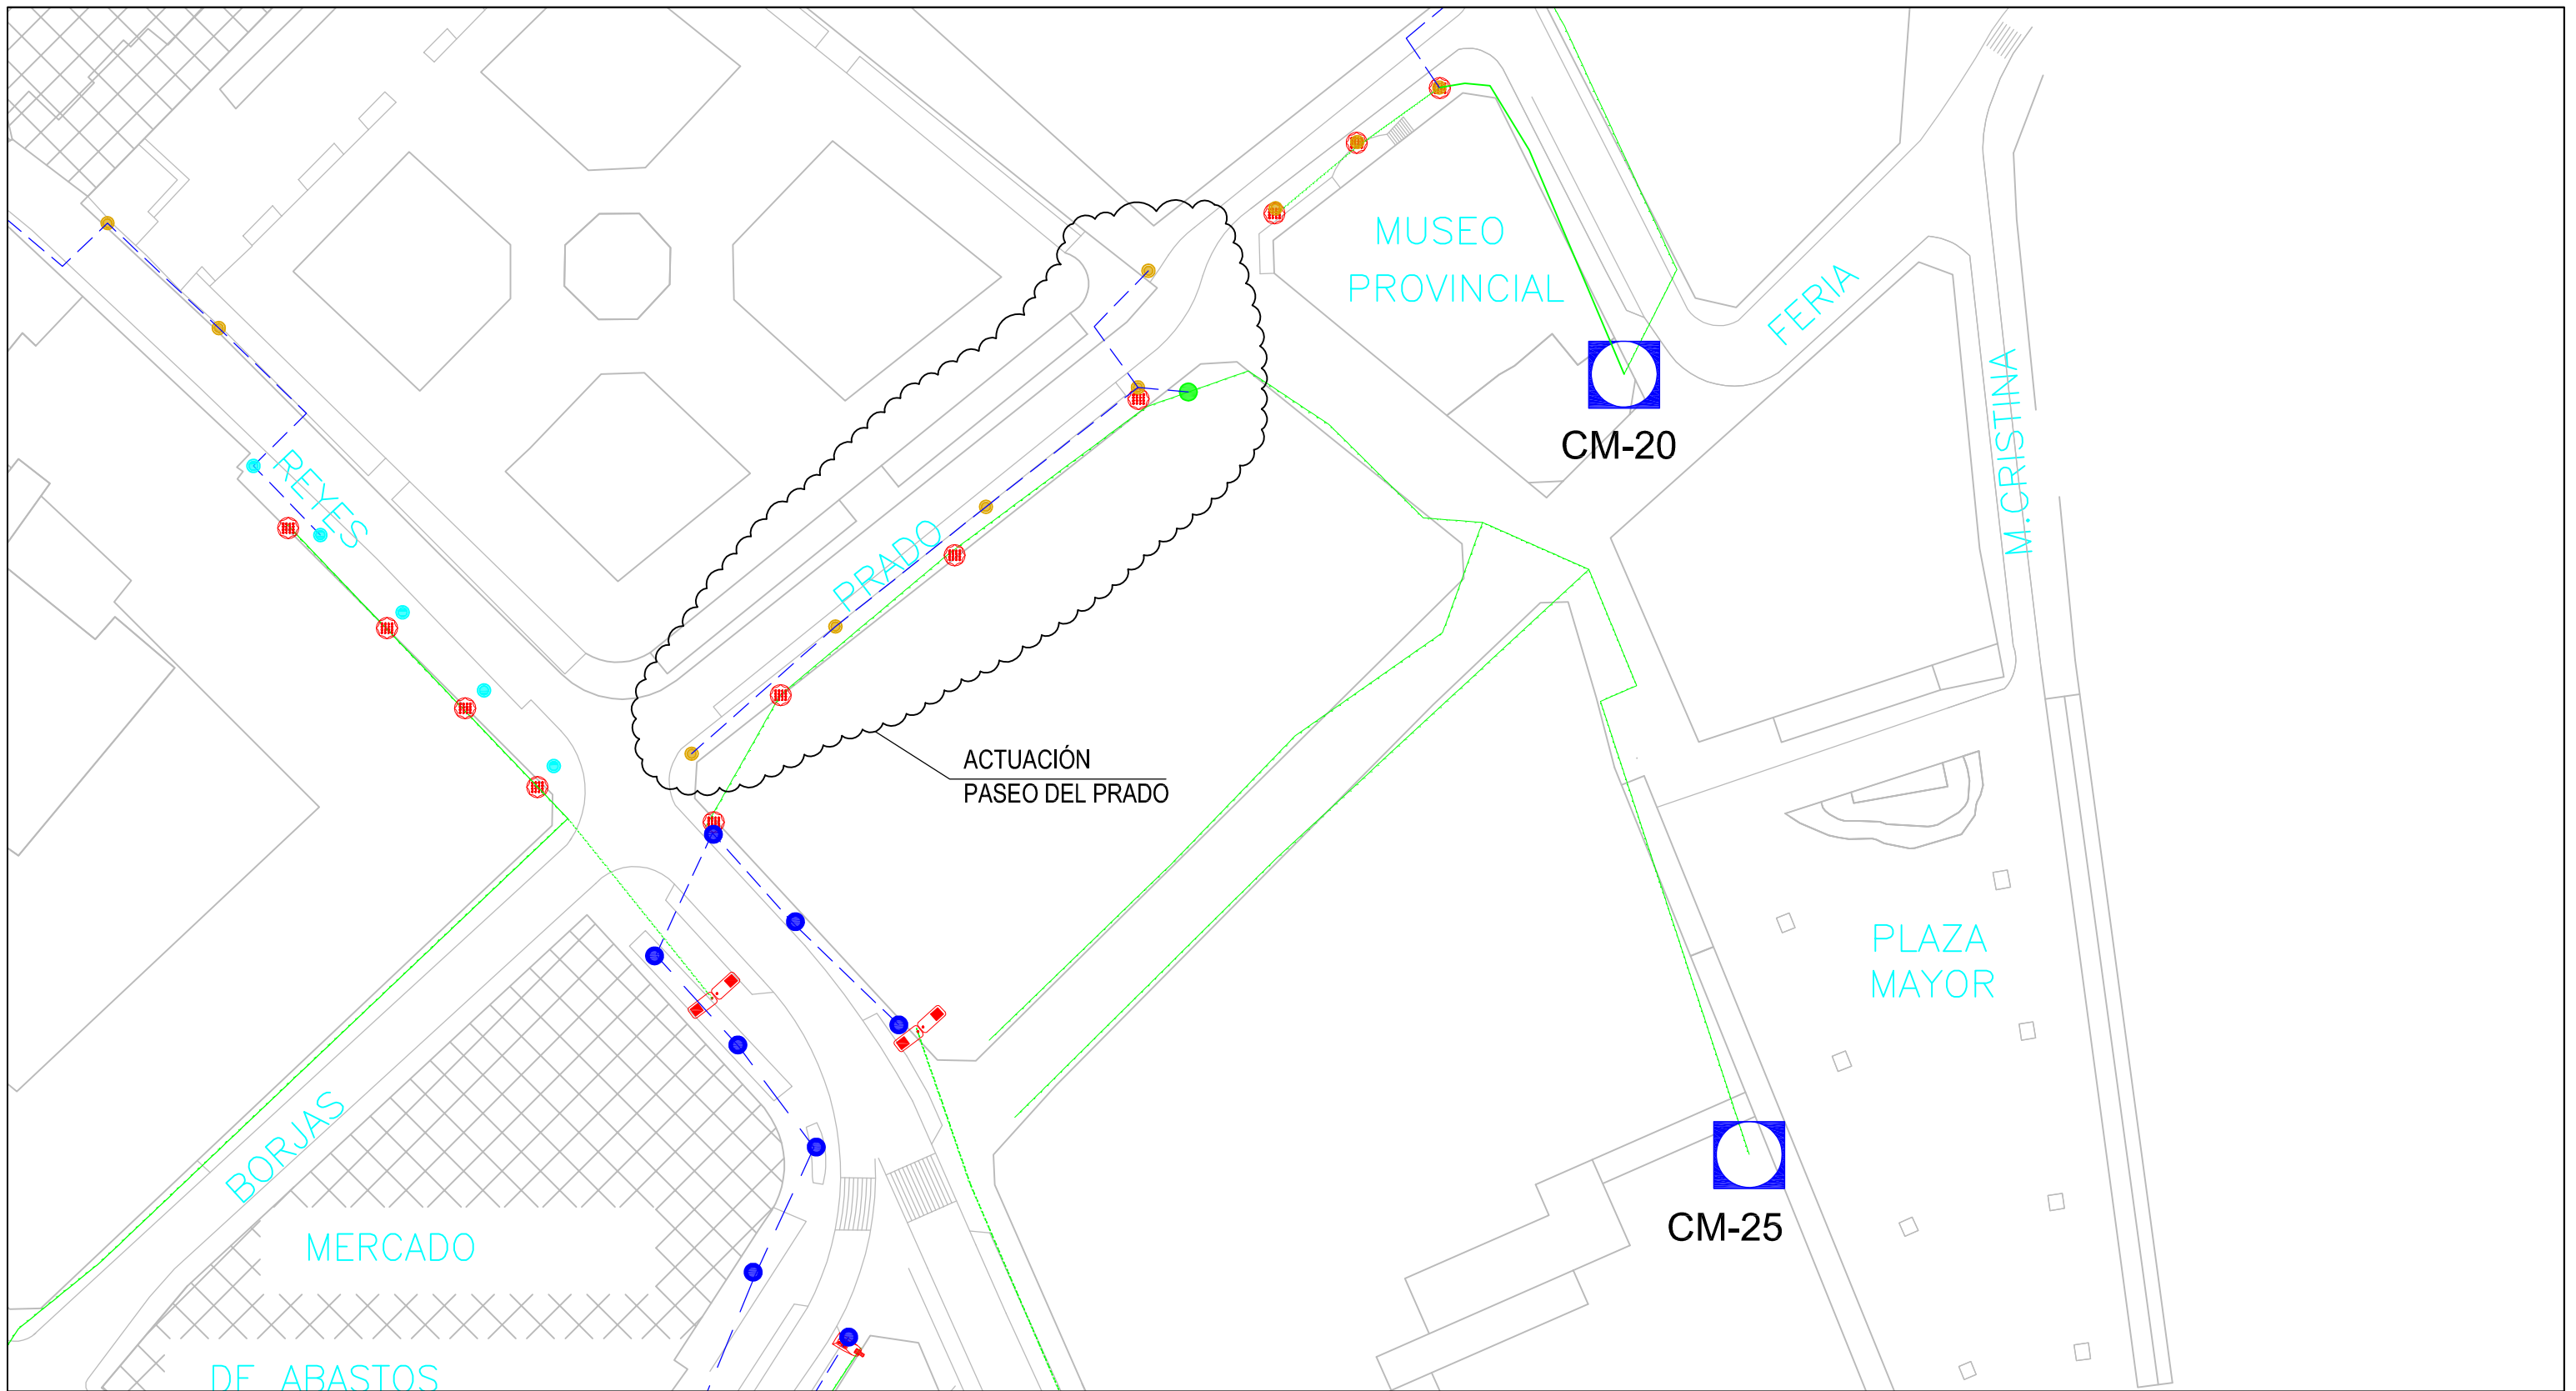 MUSEO
PROVINCIAL
FERIA
M.CRISTINA
CM-20
REYES
PRADO
ACTUACIÓN
PASEO DEL PRADO
PLAZA
MAYOR
BORJAS
CM-25
MERCADO
DE ABASTOS